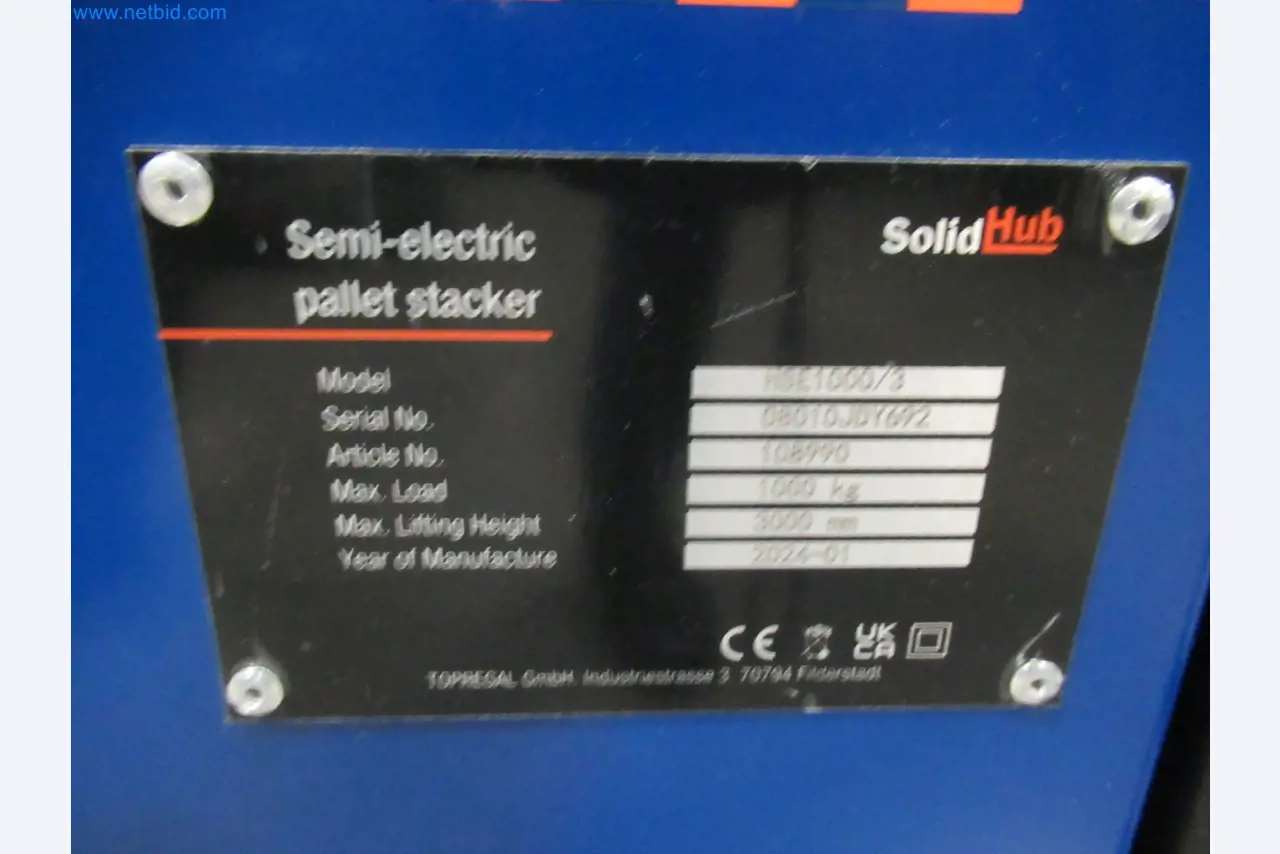 www.netbid.com
Semi-electric
pallet stacker
SolidHub
Model HSE1000/3
Serial No. 08010JDY692
Article No. 108990
Max. Load 1000 kg
Max. Lifting Height 3000 mm
Year of Manufacture 2024-01
CE UK CA
TOPREGAL GmbH. Industriestrasse 3 70794 Filderstadt